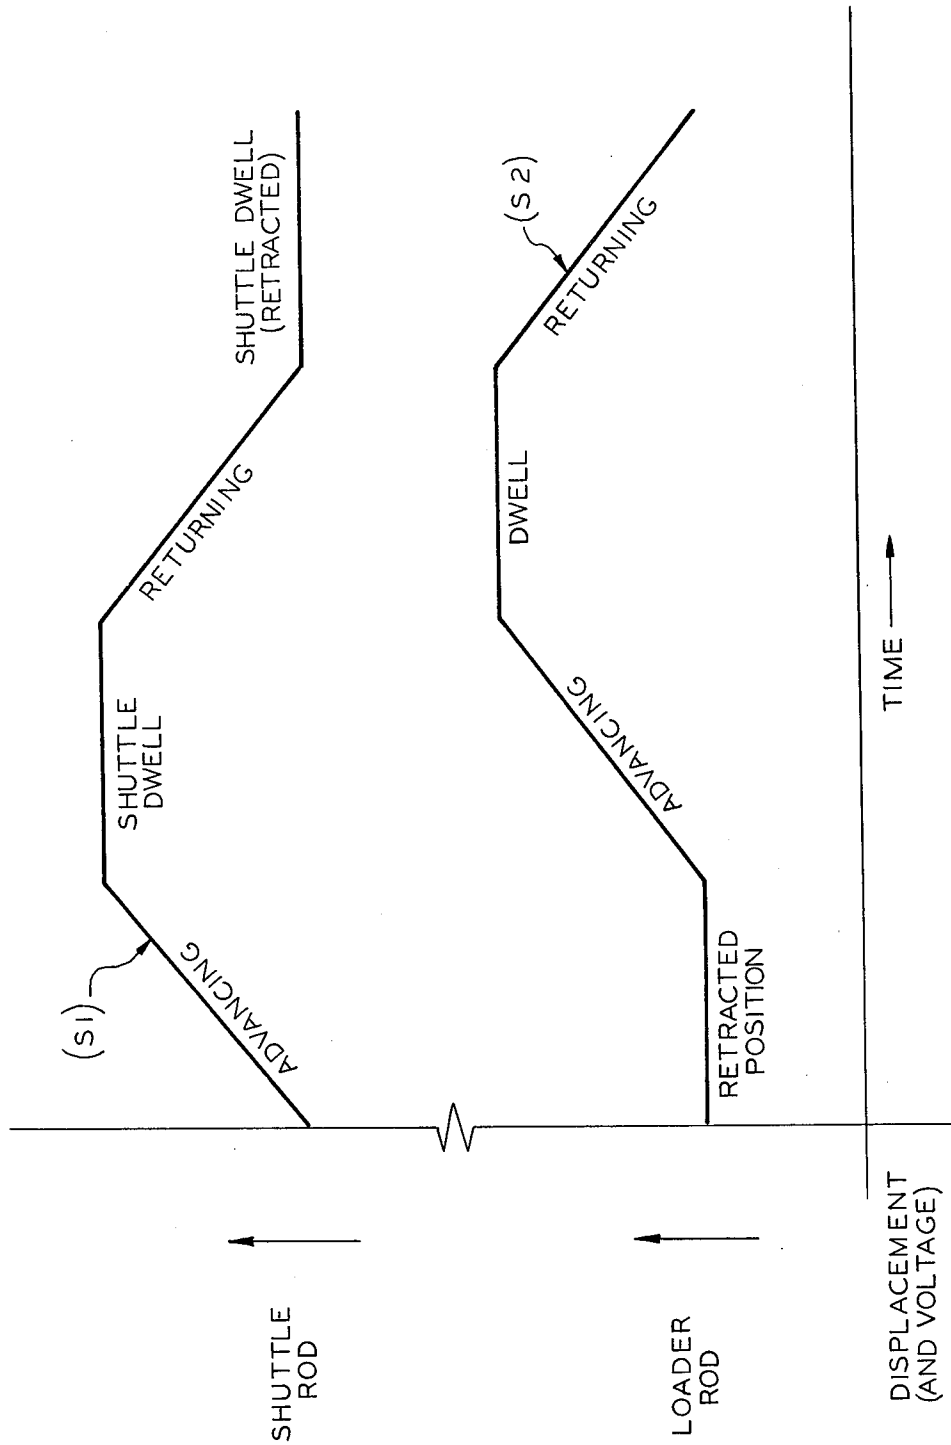 SHUTTLE
ROD
(S1)
ADVANCING
SHUTTLE
DWELL
RETURNING
SHUTTLE DWELL
(RETRACTED)
LOADER
ROD
RETRACTED
POSITION
ADVANCING
DWELL
RETURNING
(S2)
DISPLACEMENT
(AND VOLTAGE)
TIME